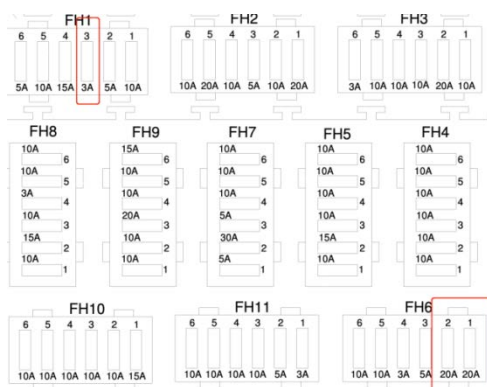 FH1 FH2 FH3
6 5 4 3 2 1 6 5 4 3 2 1 6 5 4 3 2 1
5A 10A 15A 3A 5A 10A 10A 20A 10A 5A 10A 20A 3A 10A 10A 10A 20A 10A
FH8 FH9 FH7 FH5 FH4
10A 15A 10A 10A 10A
6 6 6 6 6
10A 10A 10A 10A 10A
5 5 5 5 5
3A 10A 10A 10A 10A
4 4 4 4 4
10A 20A 5A 10A 10A
3 3 3 3 3
15A 10A 30A 15A 10A
2 2 2 2 2
10A 10A 5A 10A 10A
1 1 1 1 1
FH10 FH11 FH6
6 5 4 3 2 1 6 5 4 3 2 1 6 5 4 3 2 1
10A 10A 10A 10A 10A 15A 10A 10A 10A 10A 5A 3A 10A 10A 3A 5A 20A 20A